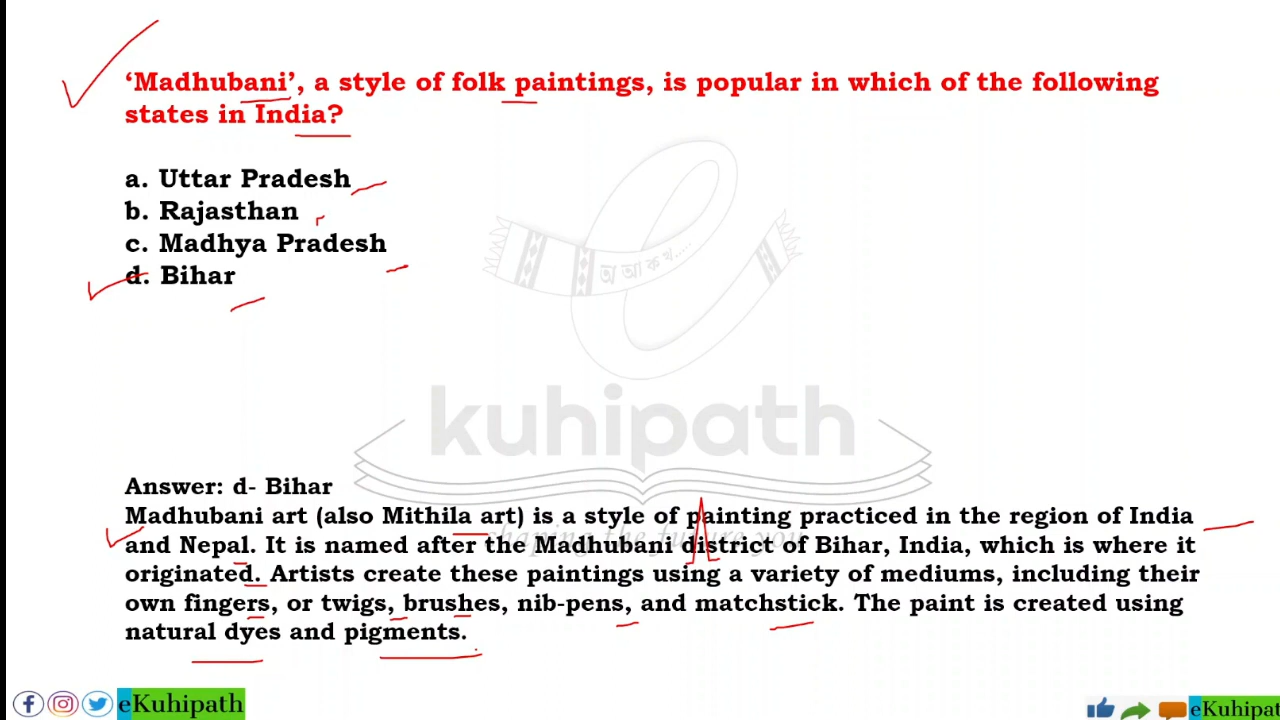 ‘Madhubani’, a style of folk paintings, is popular in which of the following
states in India?
a. Uttar Pradesh
b. Rajasthan
c. Madhya Pradesh
d. Bihar
অ আ ক খ.....
kuhipath
shaping the future you
Answer: d- Bihar
Madhubani art (also Mithila art) is a style of painting practiced in the region of India
and Nepal. It is named after the Madhubani district of Bihar, India, which is where it
originated. Artists create these paintings using a variety of mediums, including their
own fingers, or twigs, brushes, nib-pens, and matchstick. The paint is created using
natural dyes and pigments.
eKuhipath
eKuhipat